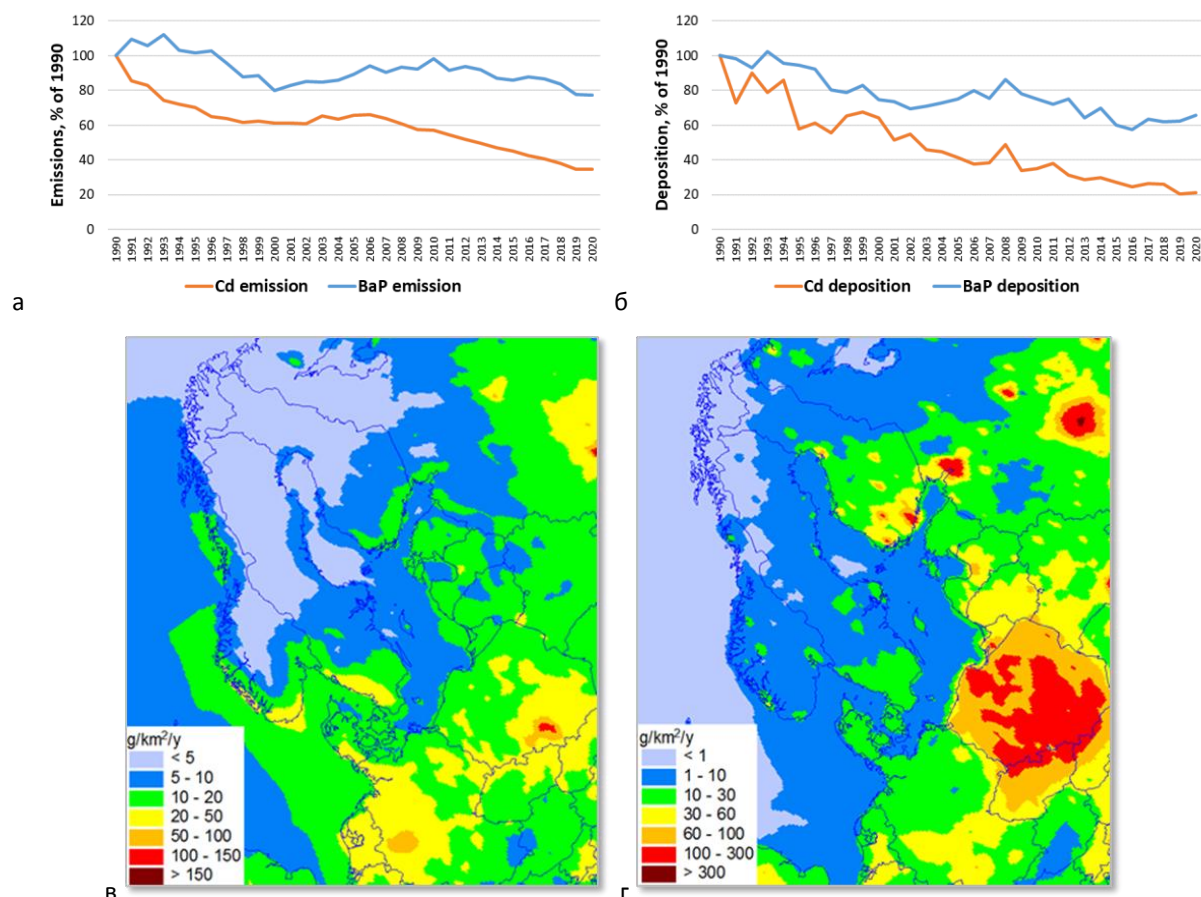 120
100
80
60
40
20
0
Emissions, % of 1990
1990 1991 1992 1993 1994 1995 1996 1997 1998 1999 2000 2001 2002 2003 2004 2005 2006 2007 2008 2009 2010 2011 2012 2013 2014 2015 2016 2017 2018 2019 2020
Cd emission BaP emission
а
120
100
80
60
40
20
0
Deposition, % of 1990
1990 1991 1992 1993 1994 1995 1996 1997 1998 1999 2000 2001 2002 2003 2004 2005 2006 2007 2008 2009 2010 2011 2012 2013 2014 2015 2016 2017 2018 2019 2020
Cd deposition BaP deposition
б
g/km²/y
< 5
5 - 10
10 - 20
20 - 50
50 - 100
100 - 150
> 150
в
g/km²/y
< 1
1 - 10
10 - 30
30 - 60
60 - 100
100 - 300
> 300
г